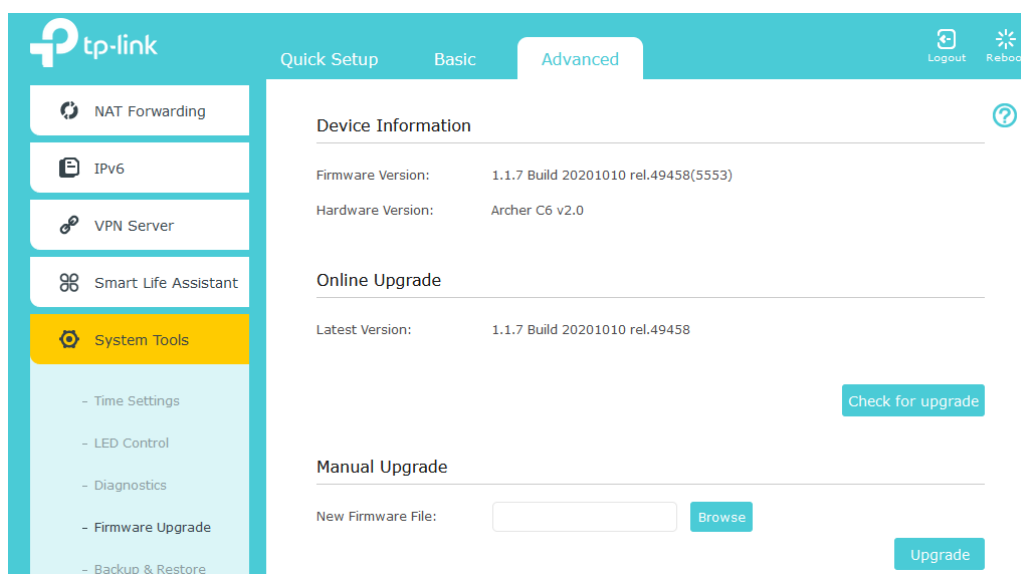 tp-link
Quick Setup
Basic
Advanced
Logout
Reboo
NAT Forwarding
IPv6
VPN Server
Smart Life Assistant
System Tools
- Time Settings
- LED Control
- Diagnostics
- Firmware Upgrade
- Backup & Restore
Device Information
Firmware Version: 1.1.7 Build 20201010 rel.49458(5553)
Hardware Version: Archer C6 v2.0
Online Upgrade
Latest Version: 1.1.7 Build 20201010 rel.49458
Check for upgrade
Manual Upgrade
New Firmware File:
Browse
Upgrade